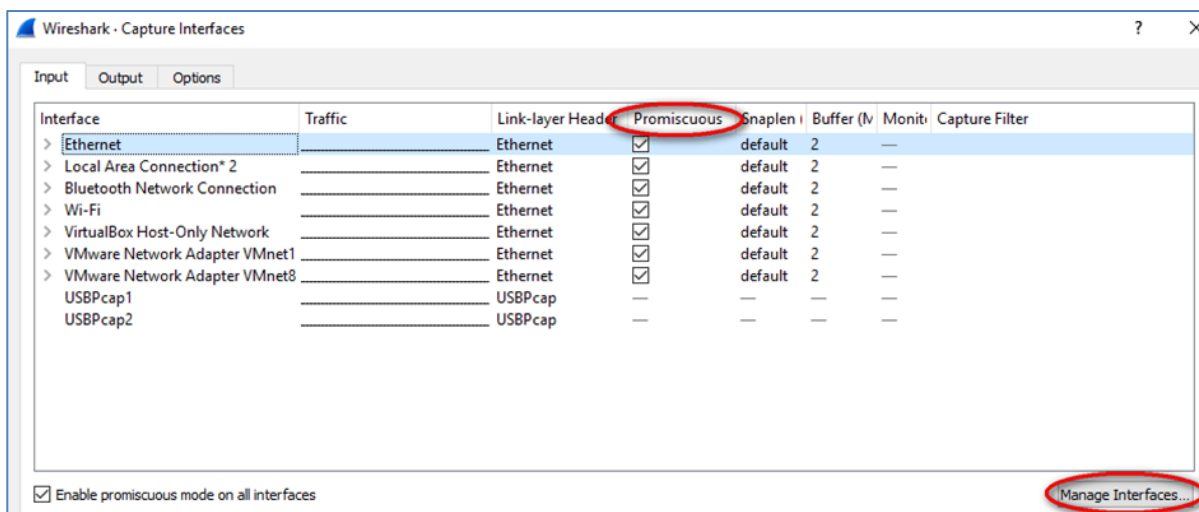 Wireshark · Capture Interfaces ?
Input Output Options
Interface Traffic Link-layer Header Promiscuous Snaplen ( Buffer (M Monit Capture Filter
Ethernet Ethernet default 2 —
Local Area Connection* 2 Ethernet default 2 —
Bluetooth Network Connection Ethernet default 2 —
Wi-Fi Ethernet default 2 —
VirtualBox Host-Only Network Ethernet default 2 —
VMware Network Adapter VMnet1 Ethernet default 2 —
VMware Network Adapter VMnet8 Ethernet default 2 —
USBPcap1 USBPcap — — — —
USBPcap2 USBPcap — — — —
Enable promiscuous mode on all interfaces Manage Interfaces...